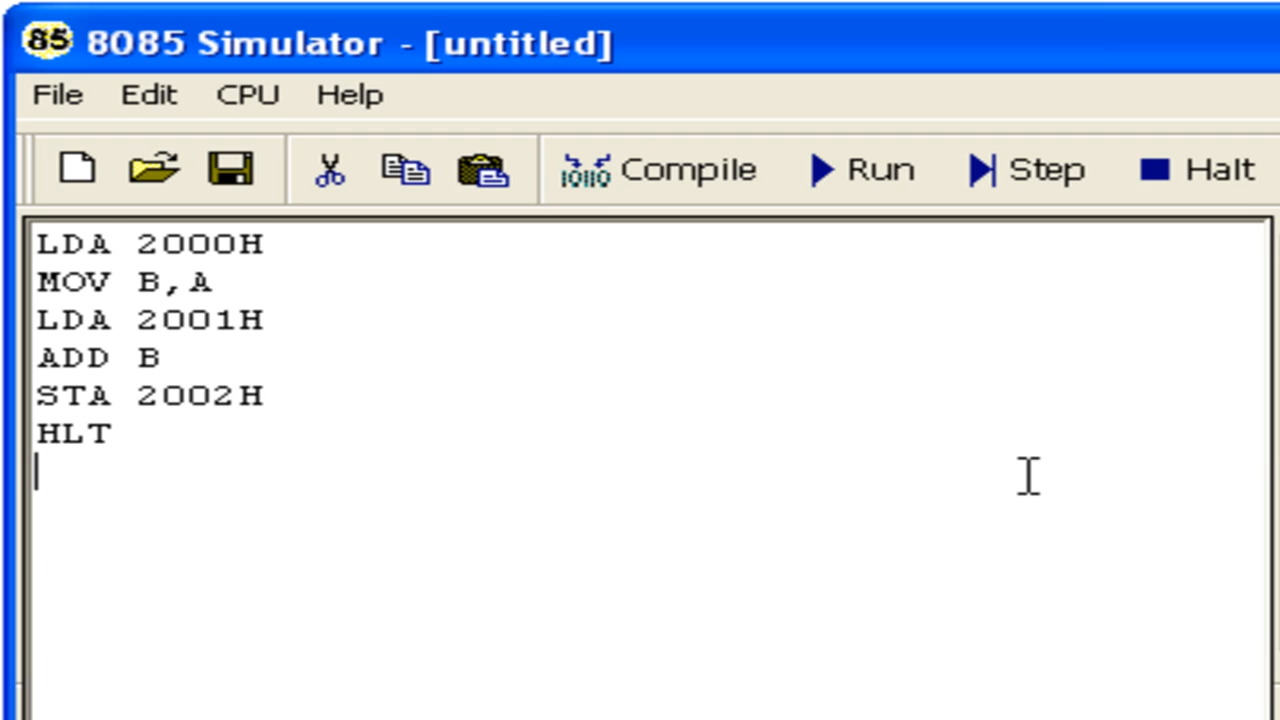 85 8085 Simulator - [untitled]
File Edit CPU Help
Compile Run Step Halt
LDA 2000H
MOV B,A
LDA 2001H
ADD B
STA 2002H
HLT